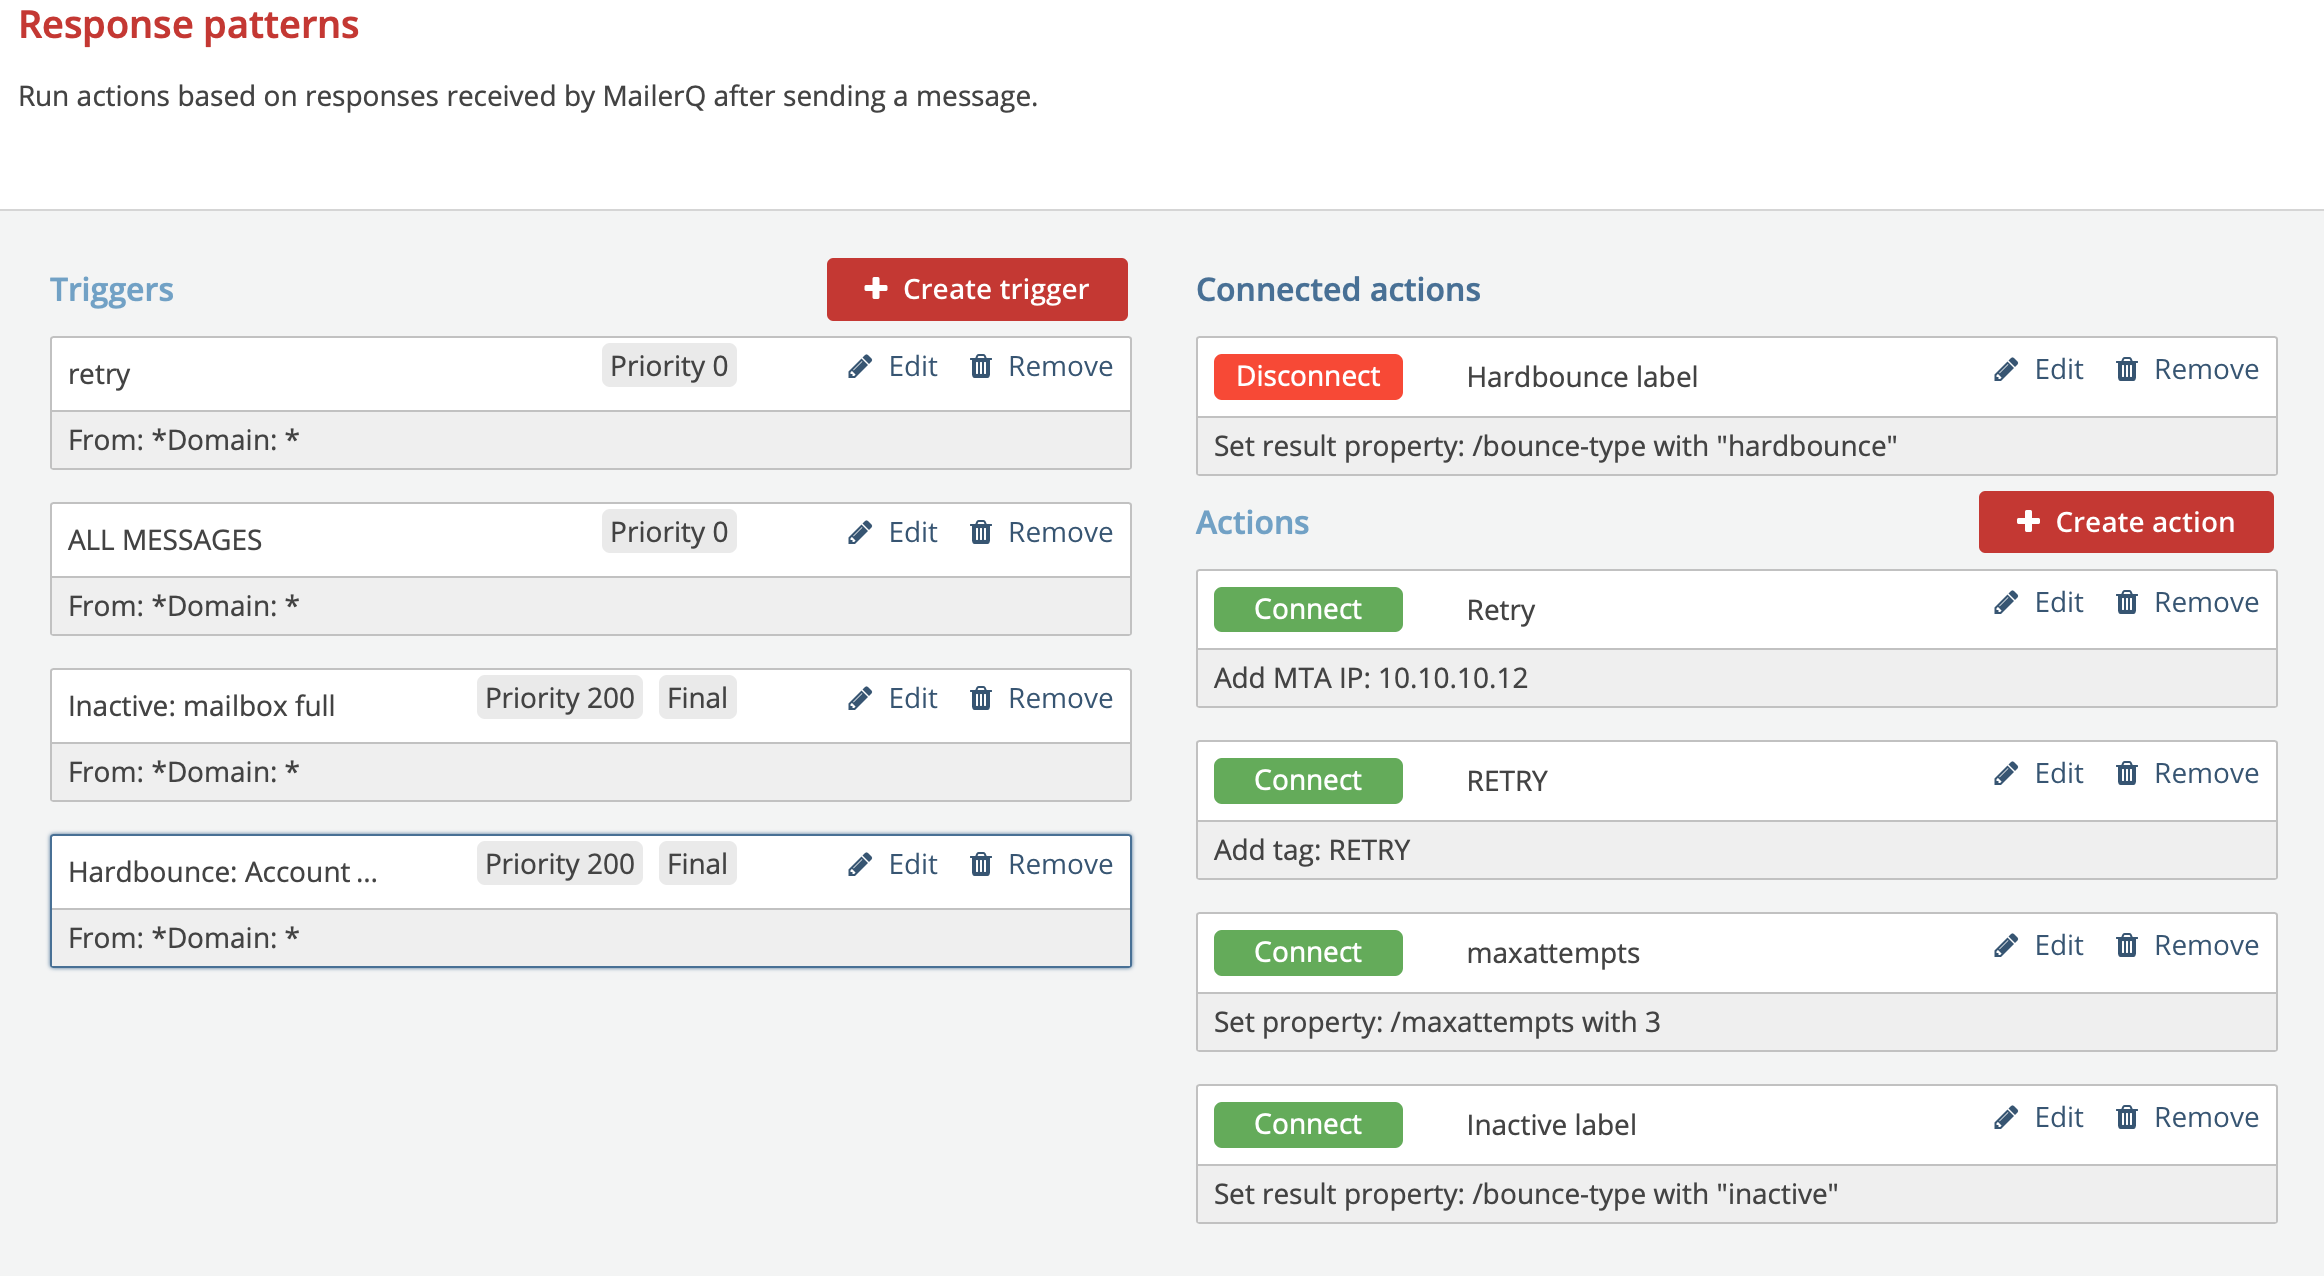 Response patterns
Run actions based on responses received by MailerQ after sending a message.
Triggers
Create trigger
retry Priority 0 Edit Remove
From: *Domain: *
ALL MESSAGES Priority 0 Edit Remove
From: *Domain: *
Inactive: mailbox full Priority 200 Final Edit Remove
From: *Domain: *
Hardbounce: Account ... Priority 200 Final Edit Remove
From: *Domain: *
Connected actions
Disconnect Hardbounce label Edit Remove
Set result property: /bounce-type with "hardbounce"
Actions
Create action
Connect Retry Edit Remove
Add MTA IP: 10.10.10.12
Connect RETRY Edit Remove
Add tag: RETRY
Connect maxattempts Edit Remove
Set property: /maxattempts with 3
Connect Inactive label Edit Remove
Set result property: /bounce-type with "inactive"